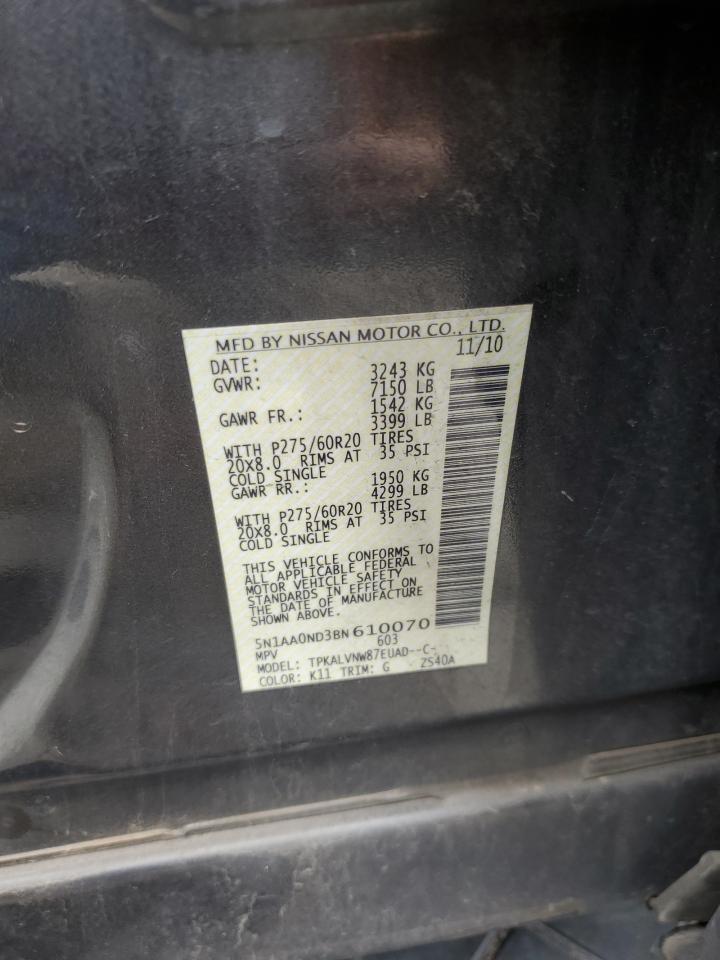 MFD BY NISSAN MOTOR CO., LTD.
DATE: 11/10
GVWR: 3243 KG
7150 LB
GAWR FR.: 1542 KG
3399 LB
WITH P275/60R20 TIRES
20X8.0 RIMS AT 35 PSI
COLD SINGLE
GAWR RR.: 1950 KG
4299 LB
WITH P275/60R20 TIRES
20X8.0 RIMS AT 35 PSI
COLD SINGLE
THIS VEHICLE CONFORMS TO
ALL APPLICABLE FEDERAL
MOTOR VEHICLE SAFETY
STANDARDS IN EFFECT ON
THE DATE OF MANUFACTURE
SHOWN ABOVE.
5N1AA0ND3BN 610070
MPV 603
MODEL: TPKALVNW87EUAD--C-
COLOR: K11 TRIM: G ZS40A